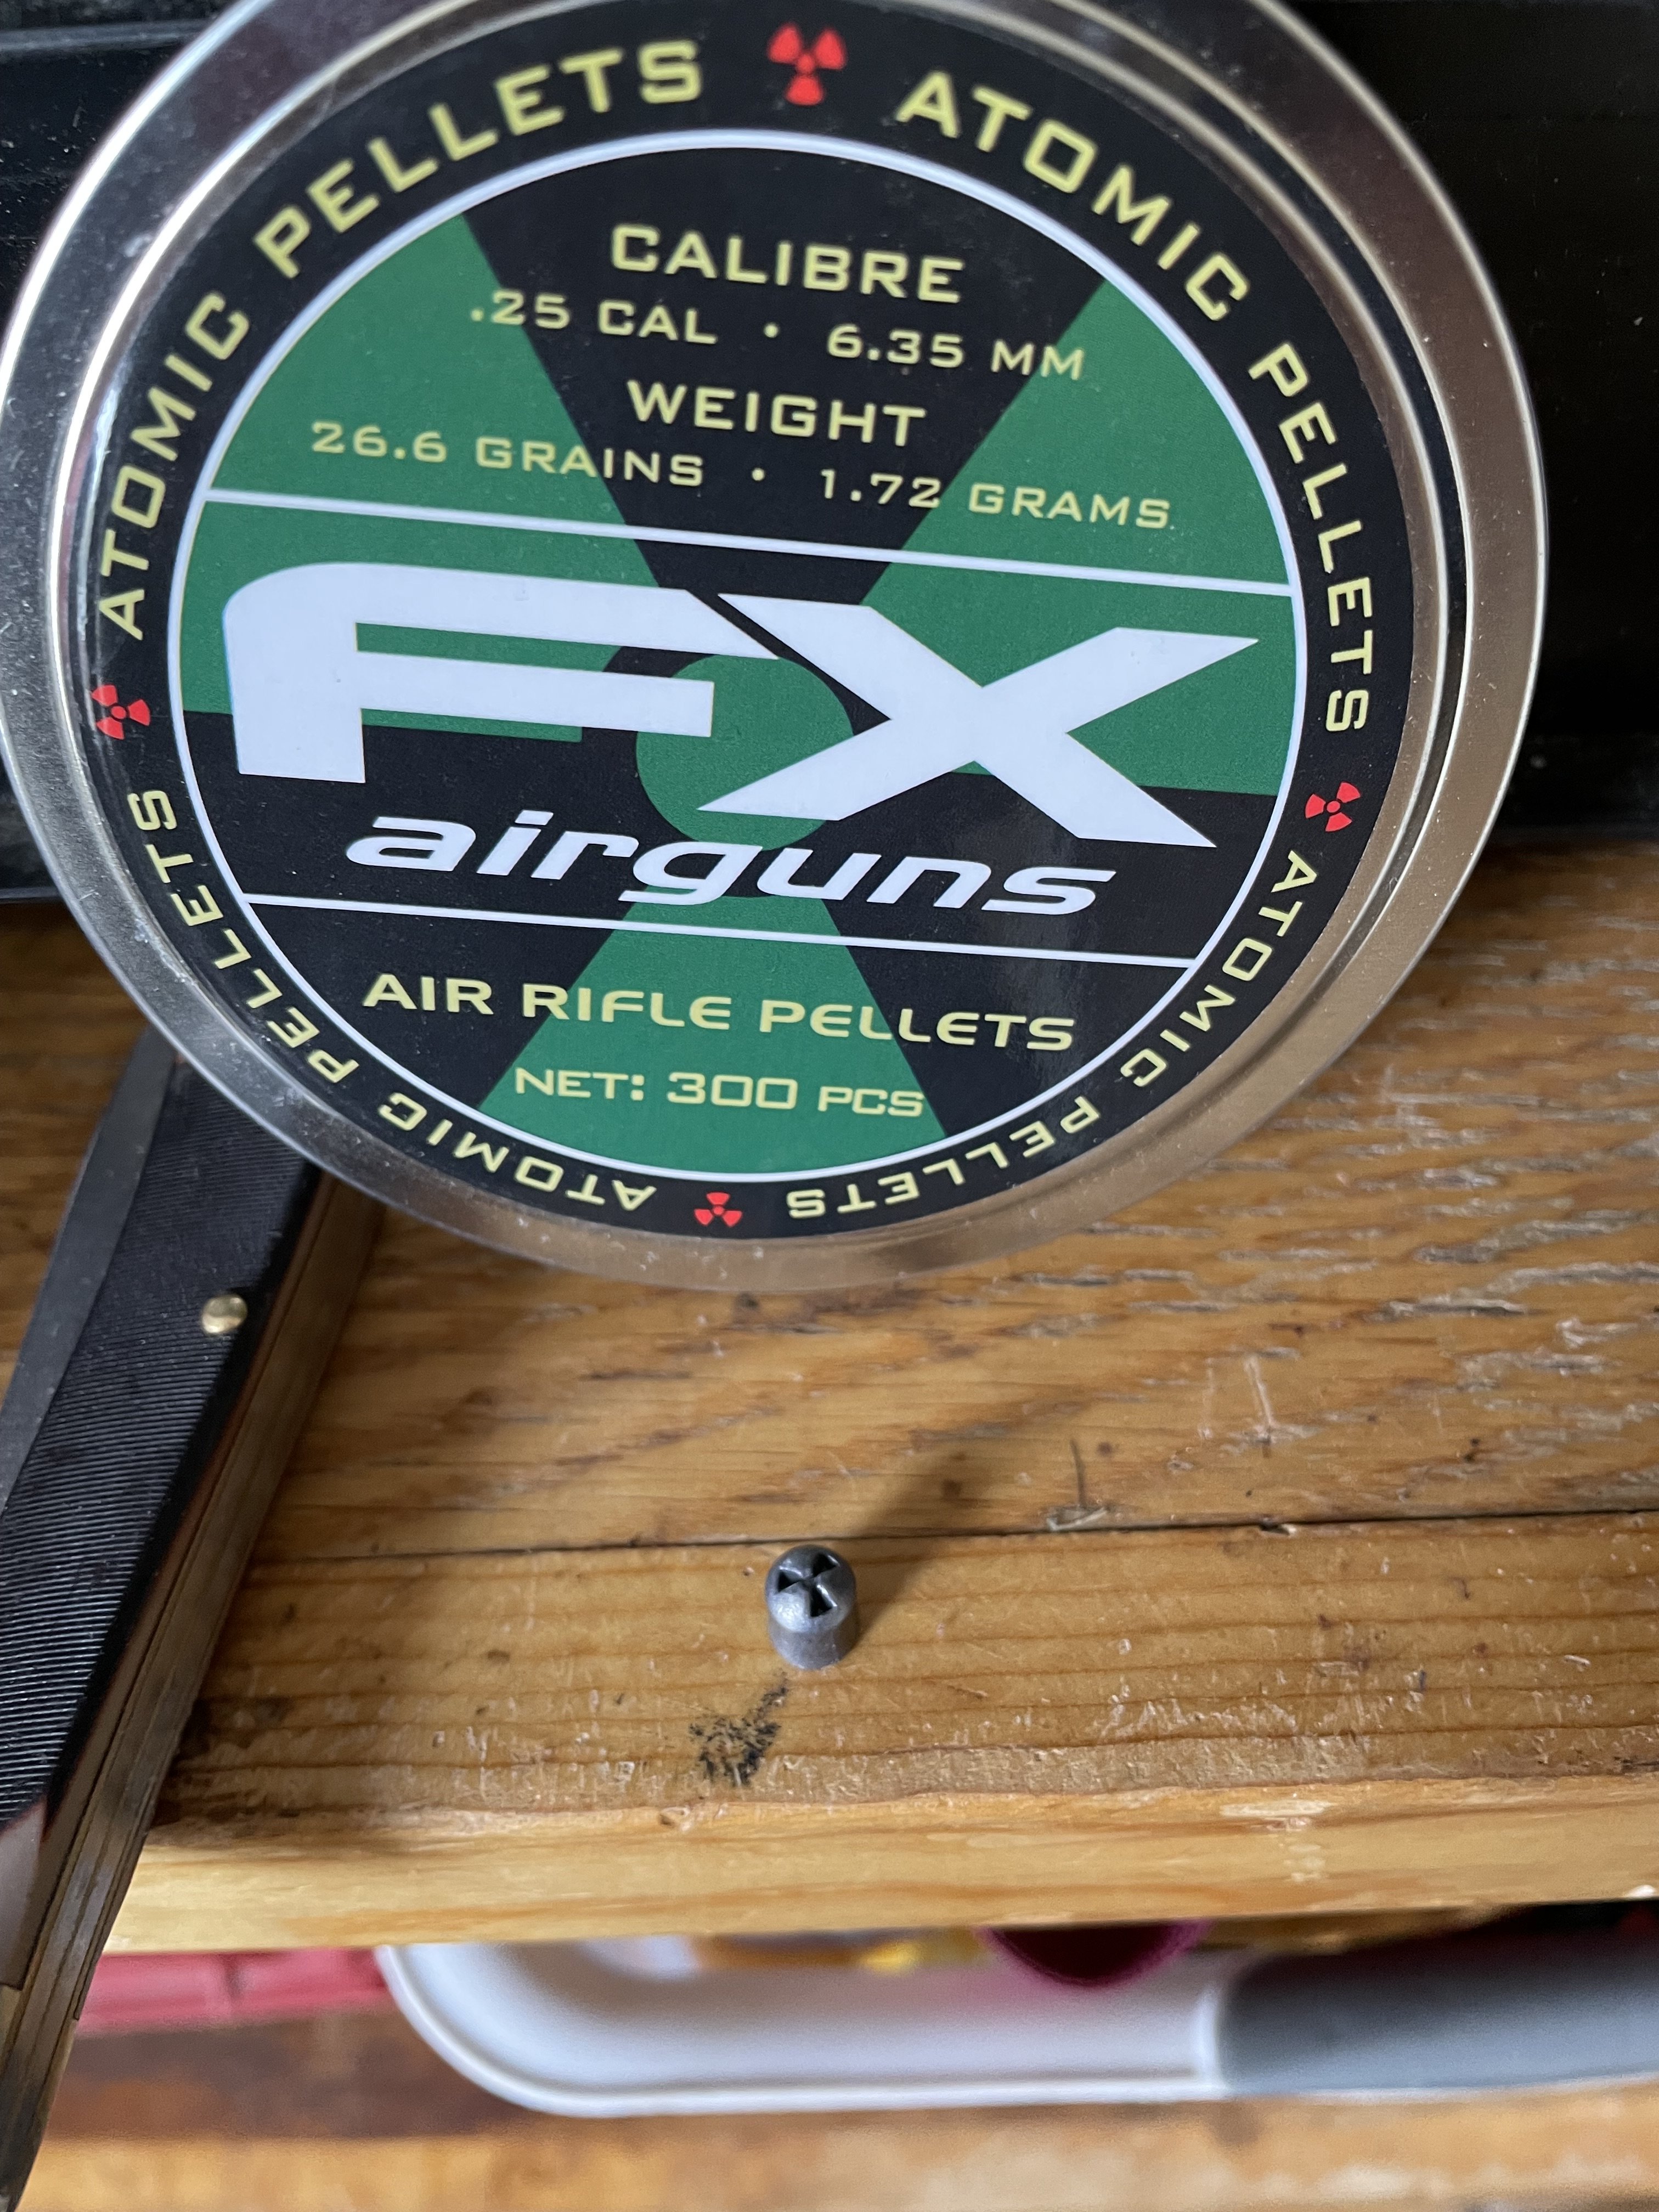 ATOMIC PELLETS
ATOMIC PELLETS
ATOMIC PELLETS
ATOMIC PELLETS
CALIBRE
.25 CAL • 6.35 MM
WEIGHT
26.6 GRAINS • 1.72 GRAMS
FX
airguns
AIR RIFLE PELLETS
NET: 300 PCS